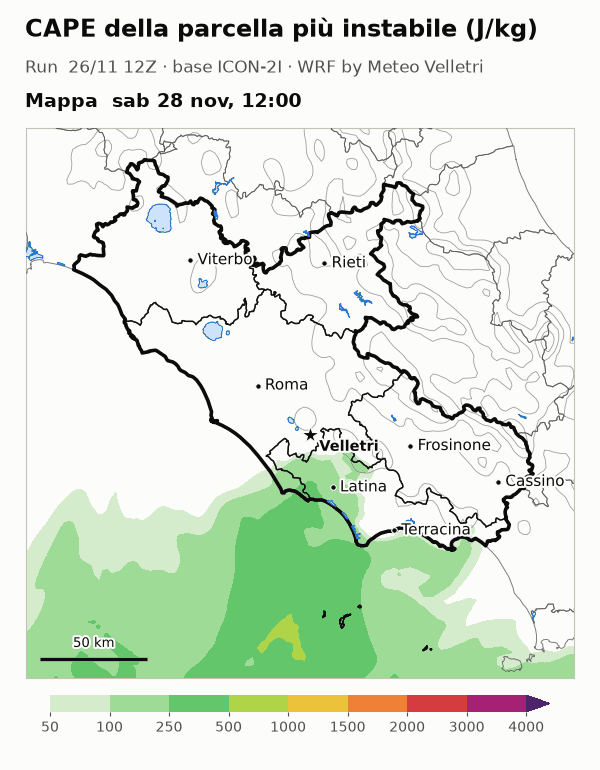 CAPE della parcella più instabile (J/kg)
Run 26/11 12Z · base ICON-2I · WRF by Meteo Velletri
Mappa sab 28 nov, 12:00
Viterbo
Rieti
Roma
Velletri
Frosinone
Latina
Cassino
Terracina
50 km
50 100 250 500 1000 1500 2000 3000 4000